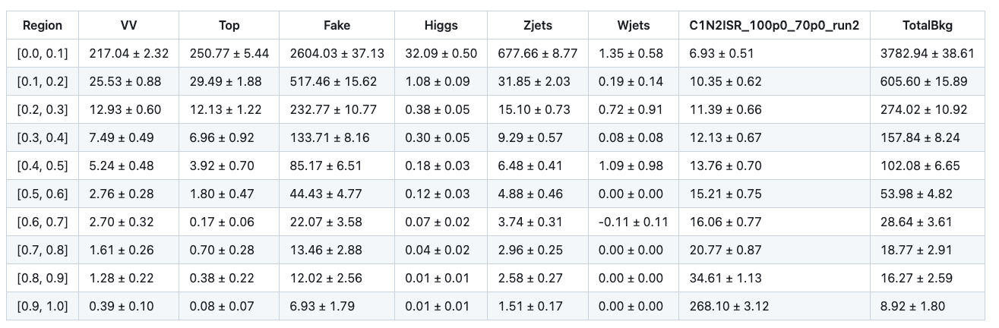 Region VV Top Fake Higgs Zjets Wjets C1N2ISR_100p0_70p0_run2 TotalBkg
[0.0, 0.1] 217.04 ± 2.32 250.77 ± 5.44 2604.03 ± 37.13 32.09 ± 0.50 677.66 ± 8.77 1.35 ± 0.58 6.93 ± 0.51 3782.94 ± 38.61
[0.1, 0.2] 25.53 ± 0.88 29.49 ± 1.88 517.46 ± 15.62 1.08 ± 0.09 31.85 ± 2.03 0.19 ± 0.14 10.35 ± 0.62 605.60 ± 15.89
[0.2, 0.3] 12.93 ± 0.60 12.13 ± 1.22 232.77 ± 10.77 0.38 ± 0.05 15.10 ± 0.73 0.72 ± 0.91 11.39 ± 0.66 274.02 ± 10.92
[0.3, 0.4] 7.49 ± 0.49 6.96 ± 0.92 133.71 ± 8.16 0.30 ± 0.05 9.29 ± 0.57 0.08 ± 0.08 12.13 ± 0.67 157.84 ± 8.24
[0.4, 0.5] 5.24 ± 0.48 3.92 ± 0.70 85.17 ± 6.51 0.18 ± 0.03 6.48 ± 0.41 1.09 ± 0.98 13.76 ± 0.70 102.08 ± 6.65
[0.5, 0.6] 2.76 ± 0.28 1.80 ± 0.47 44.43 ± 4.77 0.12 ± 0.03 4.88 ± 0.46 0.00 ± 0.00 15.21 ± 0.75 53.98 ± 4.82
[0.6, 0.7] 2.70 ± 0.32 0.17 ± 0.06 22.07 ± 3.58 0.07 ± 0.02 3.74 ± 0.31 -0.11 ± 0.11 16.06 ± 0.77 28.64 ± 3.61
[0.7, 0.8] 1.61 ± 0.26 0.70 ± 0.28 13.46 ± 2.88 0.04 ± 0.02 2.96 ± 0.25 0.00 ± 0.00 20.77 ± 0.87 18.77 ± 2.91
[0.8, 0.9] 1.28 ± 0.22 0.38 ± 0.22 12.02 ± 2.56 0.01 ± 0.01 2.58 ± 0.27 0.00 ± 0.00 34.61 ± 1.13 16.27 ± 2.59
[0.9, 1.0] 0.39 ± 0.10 0.08 ± 0.07 6.93 ± 1.79 0.01 ± 0.01 1.51 ± 0.17 0.00 ± 0.00 268.10 ± 3.12 8.92 ± 1.80